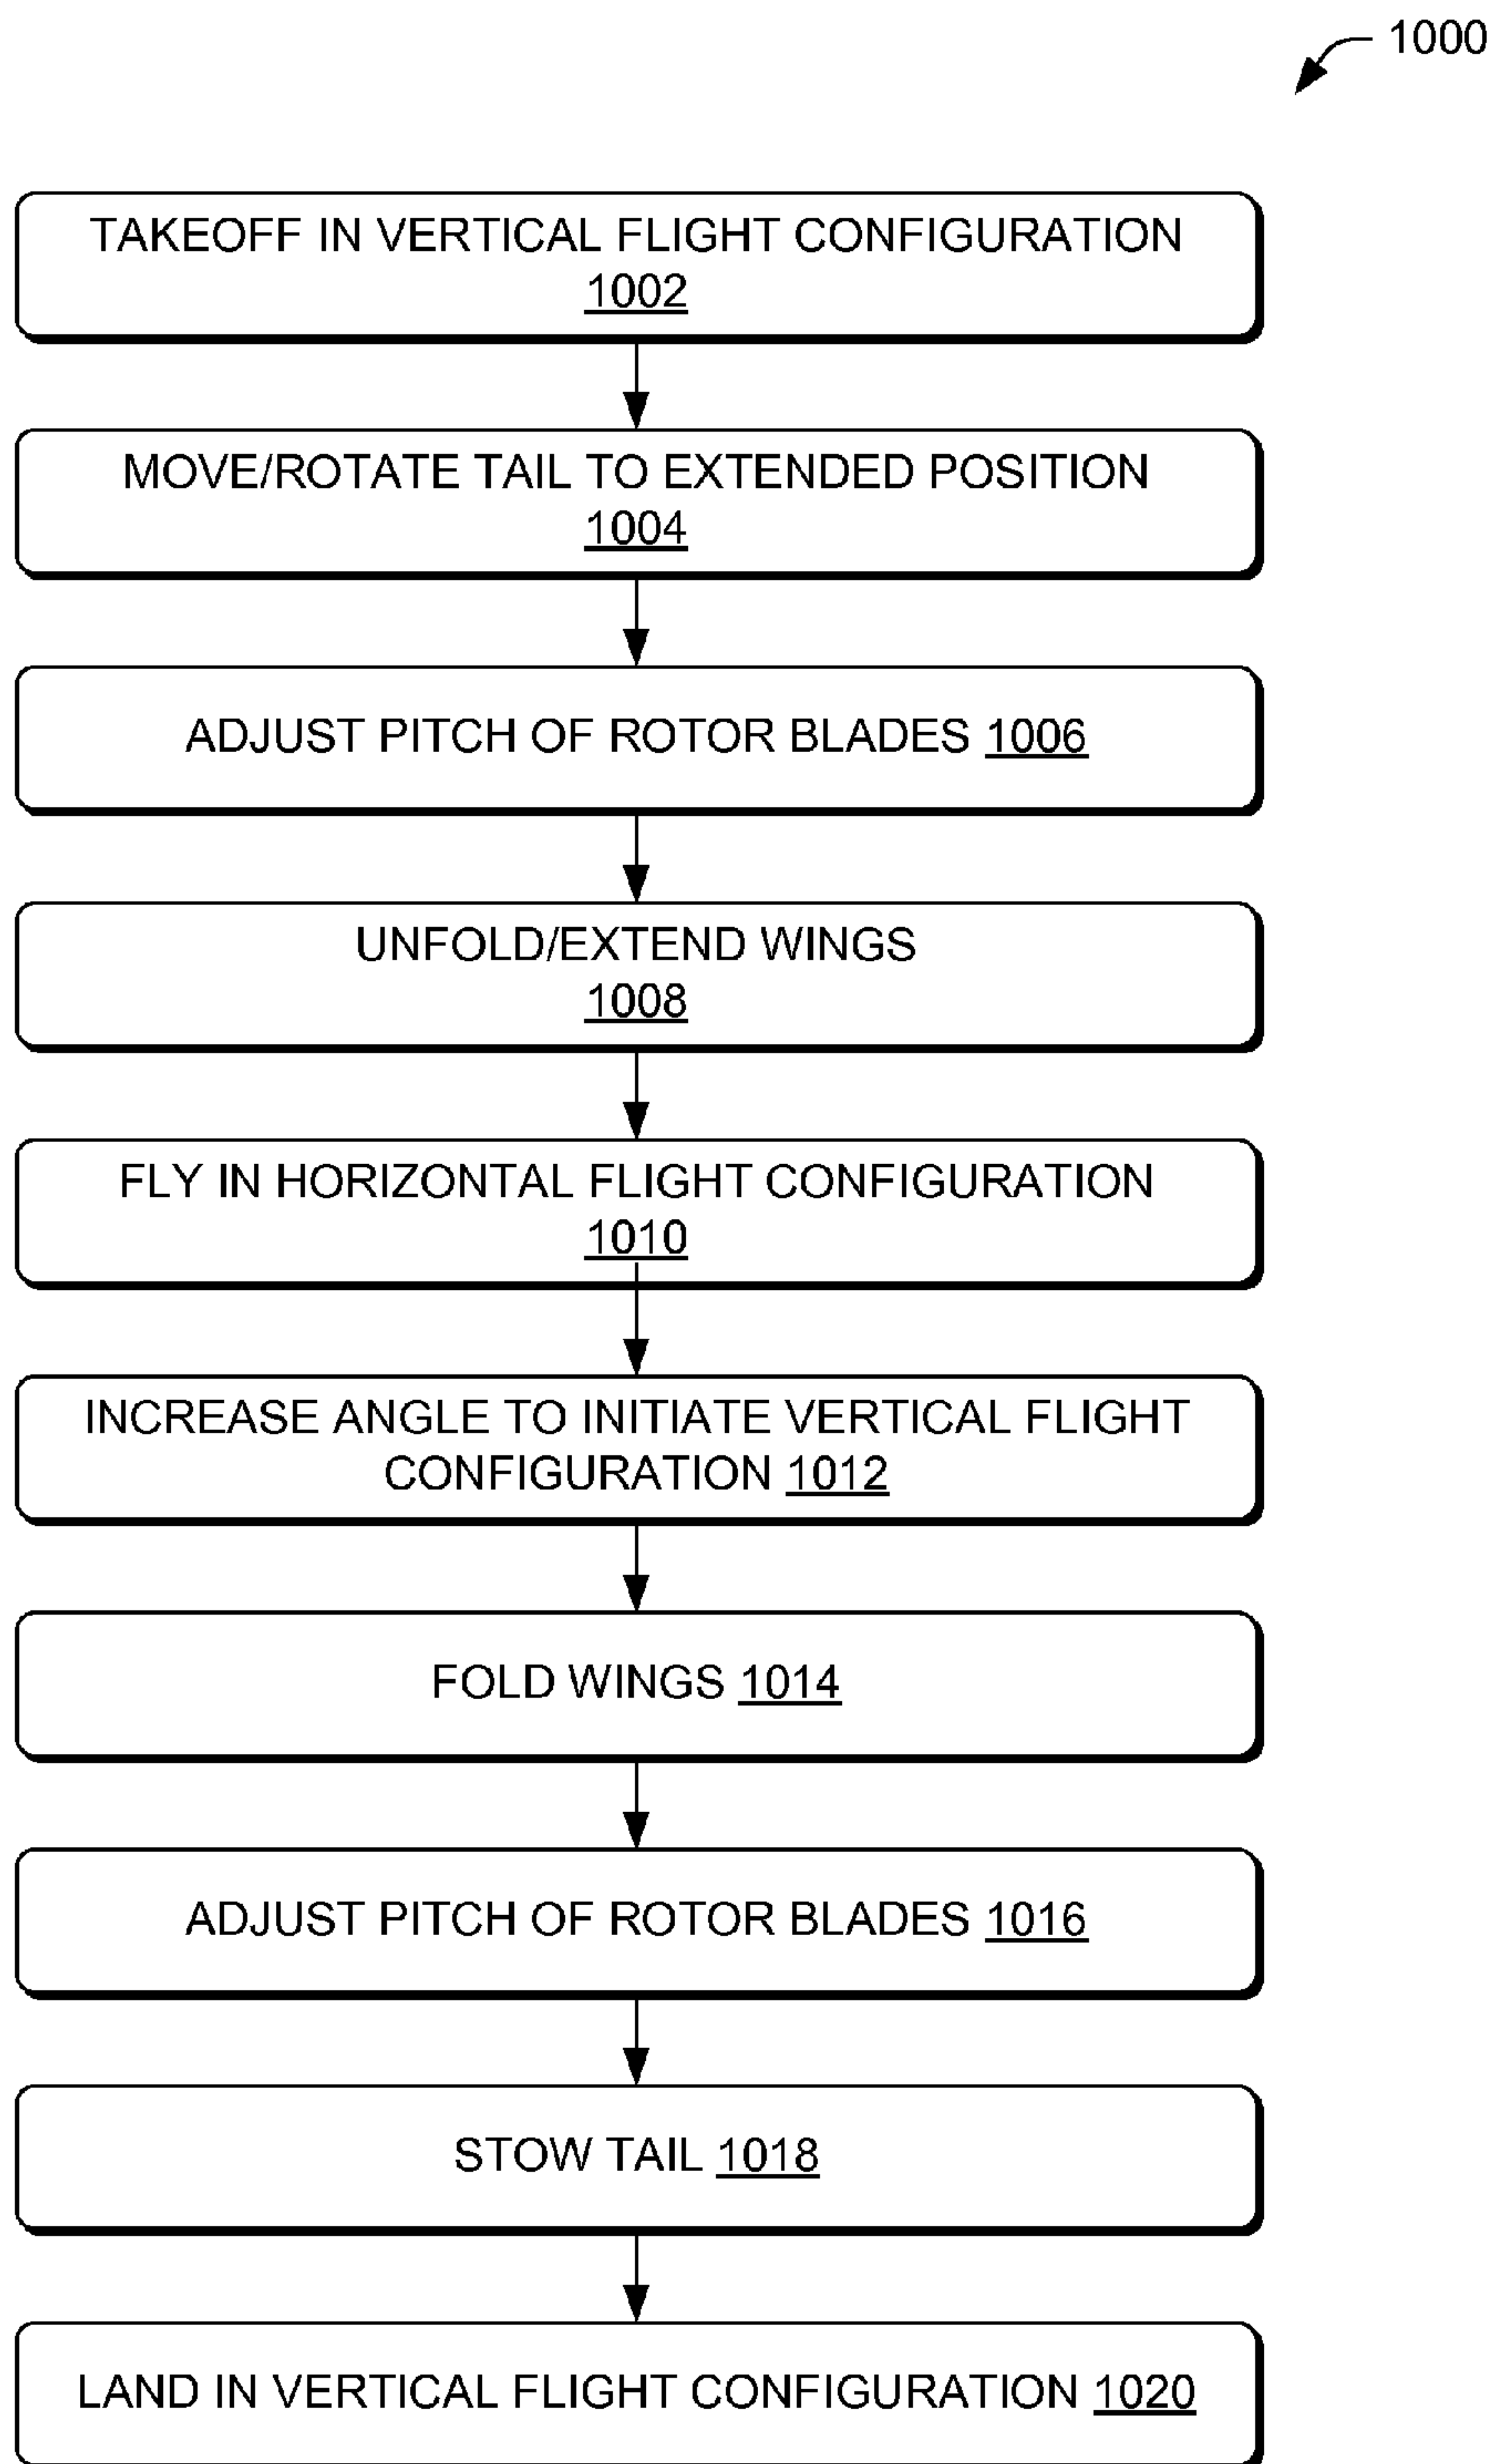 1000
TAKEOFF IN VERTICAL FLIGHT CONFIGURATION
1002
MOVE/ROTATE TAIL TO EXTENDED POSITION
1004
ADJUST PITCH OF ROTOR BLADES 1006
UNFOLD/EXTEND WINGS
1008
FLY IN HORIZONTAL FLIGHT CONFIGURATION
1010
INCREASE ANGLE TO INITIATE VERTICAL FLIGHT
CONFIGURATION 1012
FOLD WINGS 1014
ADJUST PITCH OF ROTOR BLADES 1016
STOW TAIL 1018
LAND IN VERTICAL FLIGHT CONFIGURATION 1020